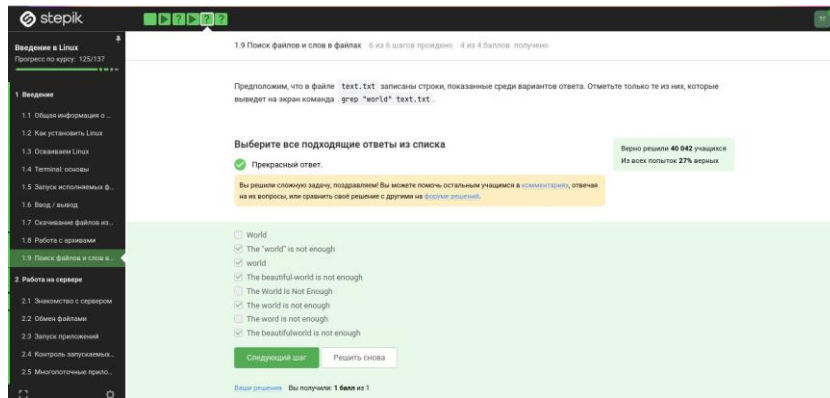 stepik
Введение в Linux
Прогресс по курсу: 125/137
1 Введение
1.1 Общая информация о ...
1.2 Как установить Linux
1.3 Осваиваем Linux
1.4 Terminal: основы
1.5 Запуск исполняемых ф...
1.6 Ввод / вывод
1.7 Скачивание файлов из...
1.8 Работа с архивами
1.9 Поиск файлов и слов в...
2 Работа на сервере
2.1 Знакомство с сервером
2.2 Обмен файлами
2.3 Запуск приложений
2.4 Контроль запускаемых...
2.5 Многопоточные прило...
1.9 Поиск файлов и слов в файлах 6 из 6 шагов пройдено 4 из 4 баллов получено
Предположим, что в файле text.txt записаны строки, показанные среди вариантов ответа. Отметьте только те из них, которые
выведет на экран команда grep "world" text.txt .
Выберите все подходящие ответы из списка
Прекрасный ответ.
Верно решили 40 042 учащихся
Из всех попыток 27% верных
Вы решили сложную задачу, поздравляем! Вы можете помочь остальным учащимся в комментариях, отвечая
на их вопросы, или сравнить своё решение с другими на форуме решений.
World
The "world" is not enough
world
The beautiful-world is not enough
The World Is Not Enough
The world is not enough
The word is not enough
The beautifulworld is not enough
Следующий шаг
Решить снова
Ваши решения Вы получили: 1 балл из 1